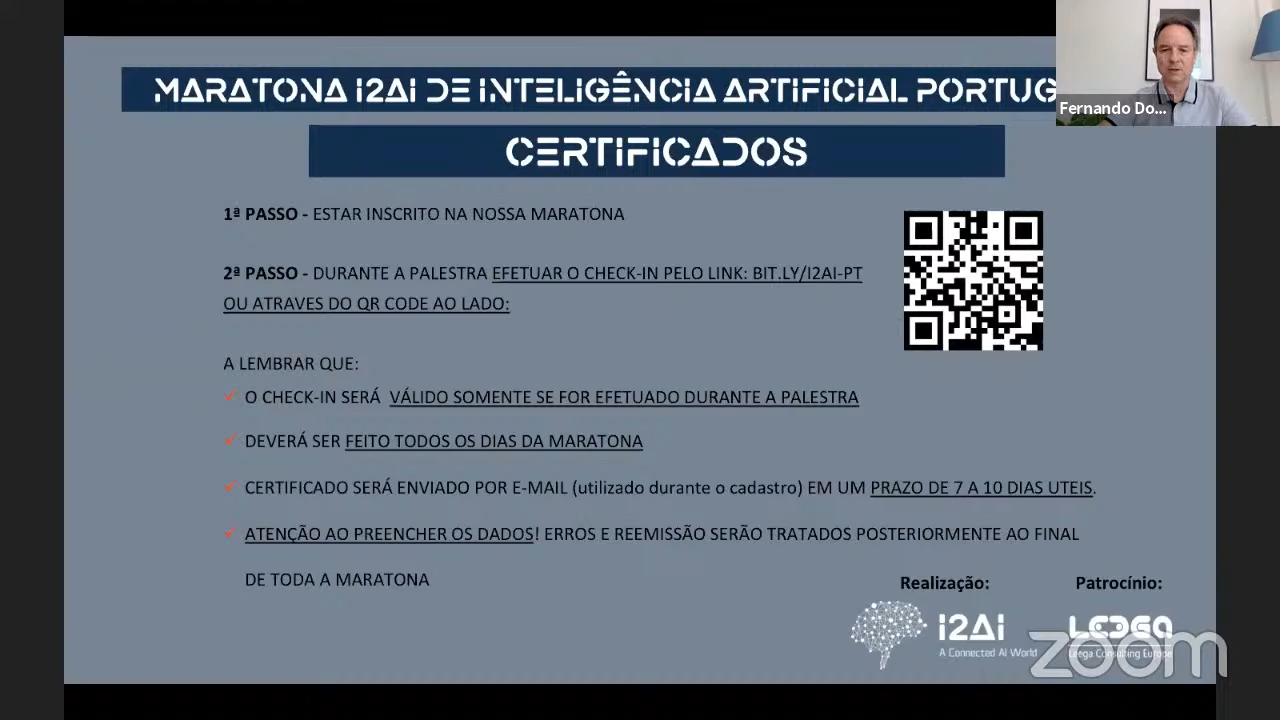 MARATONA I2AI DE INTELIGÊNCIA ARTIFICIAL PORTUG
Fernando Do...
CERTIFICADOS
1ª PASSO - ESTAR INSCRITO NA NOSSA MARATONA
2ª PASSO - DURANTE A PALESTRA EFETUAR O CHECK-IN PELO LINK: BIT.LY/I2AI-PT
OU ATRAVES DO QR CODE AO LADO:
A LEMBRAR QUE:
O CHECK-IN SERÁ VÁLIDO SOMENTE SE FOR EFETUADO DURANTE A PALESTRA
DEVERÁ SER FEITO TODOS OS DIAS DA MARATONA
CERTIFICADO SERÁ ENVIADO POR E-MAIL (utilizado durante o cadastro) EM UM PRAZO DE 7 A 10 DIAS UTEIS.
ATENÇÃO AO PREENCHER OS DADOS! ERROS E REEMISSÃO SERÃO TRATADOS POSTERIORMENTE AO FINAL
DE TODA A MARATONA
Realização:
Patrocínio:
I2AI
A Connected AI World
LEEGA
Leega Consulting Europe
zoom